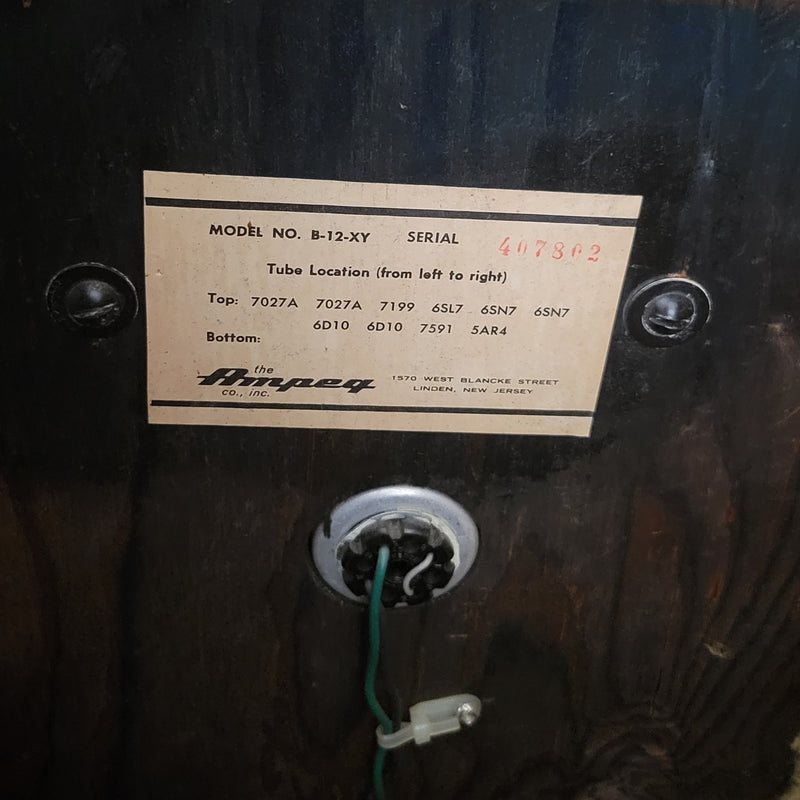 MODEL NO. B-12-XY SERIAL 407802
Tube Location (from left to right)
Top: 7027A 7027A 7199 6SL7 6SN7 6SN7
6D10 6D10 7591 5AR4
Bottom:
the
Ampeg
co., inc.
1570 WEST BLANCKE STREET
LINDEN, NEW JERSEY